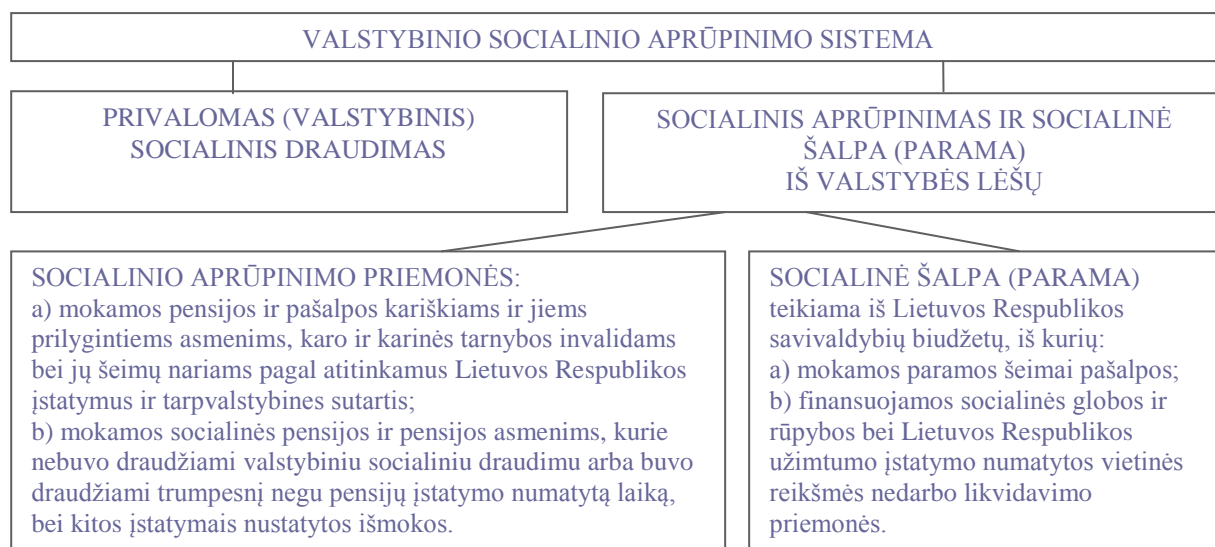 VALSTYBINIO SOCIALINIO APRŪPINIMO SISTEMA
PRIVALOMAS (VALSTYBINIS)
SOCIALINIS DRAUDIMAS
SOCIALINIS APRŪPINIMAS IR SOCIALINĖ
ŠALPA (PARAMA)
IŠ VALSTYBĖS LĖŠŲ
SOCIALINIO APRŪPINIMO PRIEMONĖS:
a) mokamos pensijos ir pašalpos kariškiams ir jiems
prilygintiems asmenims, karo ir karinės tarnybos invalidams
bei jų šeimų nariams pagal atitinkamus Lietuvos Respublikos
įstatymus ir tarpvalstybines sutartis;
b) mokamos socialinės pensijos ir pensijos asmenims, kurie
nebuvo draudžiami valstybiniu socialiniu draudimu arba buvo
draudžiami trumpesnį negu pensijų įstatymo numatytą laiką,
bei kitos įstatymais nustatytos išmokos.
SOCIALINĖ ŠALPA (PARAMA)
teikiama iš Lietuvos Respublikos
savivaldybių biudžetų, iš kurių:
a) mokamos paramos šeimai pašalpos;
b) finansuojamos socialinės globos ir
rūpybos bei Lietuvos Respublikos
užimtumo įstatymo numatytos vietinės
reikšmės nedarbo likvidavimo
priemonės.